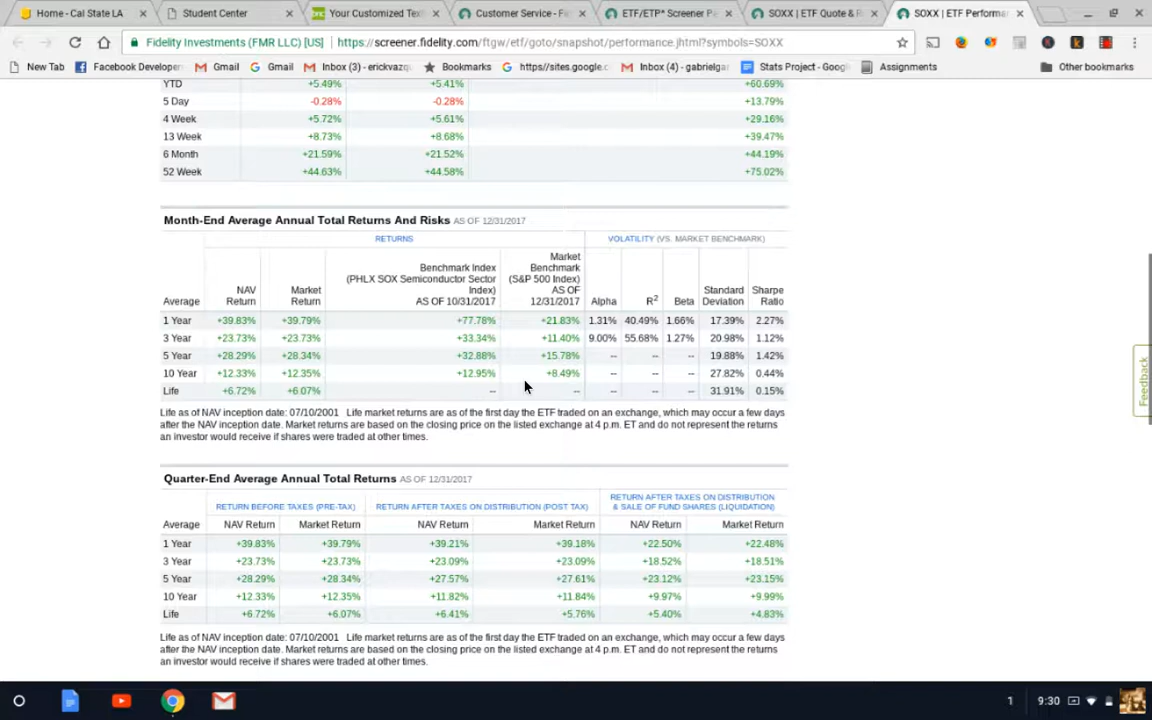 Home - Cal State LA
Student Center
Your Customized Tex
Customer Service - Fi
ETF/ETP* Screener P
SOXX | ETF Quote & R
SOXX | ETF Performa
Fidelity Investments (FMR LLC) [US]
https://screener.fidelity.com/ftgw/etf/goto/snapshot/performance.jhtml?symbols=SOXX
New Tab
Facebook Developer
Gmail
Gmail
Inbox (3) - erickvazq
Bookmarks
https//sites.google.c
Inbox (4) - gabrielga
Stats Project - Googl
Assignments
Other bookmarks
YTD +5.49% +5.41% +60.69%
5 Day -0.28% -0.28% +13.79%
4 Week +5.72% +5.61% +29.16%
13 Week +8.73% +8.68% +39.47%
6 Month +21.59% +21.52% +44.19%
52 Week +44.63% +44.58% +75.02%
Month-End Average Annual Total Returns And Risks AS OF 12/31/2017
RETURNS
VOLATILITY (VS. MARKET BENCHMARK)
Average
NAV
Return
Market
Return
Benchmark Index
(PHLX SOX Semiconductor Sector
Index)
AS OF 10/31/2017
Market
Benchmark
(S&P 500 Index)
AS OF
12/31/2017
Alpha
R2
Beta
Standard
Deviation
Sharpe
Ratio
1 Year +39.83% +39.79% +77.78% +21.83% 1.31% 40.49% 1.66% 17.39% 2.27%
3 Year +23.73% +23.73% +33.34% +11.40% 9.00% 55.68% 1.27% 20.98% 1.12%
5 Year +28.29% +28.34% +32.88% +15.78% -- -- -- 19.88% 1.42%
10 Year +12.33% +12.35% +12.95% +8.49% -- -- -- 27.82% 0.44%
Life +6.72% +6.07% -- -- -- -- -- 31.91% 0.15%
Life as of NAV inception date: 07/10/2001 Life market returns are as of the first day the ETF traded on an exchange, which may occur a few days
after the NAV inception date. Market returns are based on the closing price on the listed exchange at 4 p.m. ET and do not represent the returns
an investor would receive if shares were traded at other times.
Quarter-End Average Annual Total Returns AS OF 12/31/2017
RETURN BEFORE TAXES (PRE-TAX)
RETURN AFTER TAXES ON DISTRIBUTION (POST TAX)
RETURN AFTER TAXES ON DISTRIBUTION
& SALE OF FUND SHARES (LIQUIDATION)
Average NAV Return Market Return NAV Return Market Return NAV Return Market Return
1 Year +39.83% +39.79% +39.21% +39.18% +22.50% +22.48%
3 Year +23.73% +23.73% +23.09% +23.09% +18.52% +18.51%
5 Year +28.29% +28.34% +27.57% +27.61% +23.12% +23.15%
10 Year +12.33% +12.35% +11.82% +11.84% +9.97% +9.99%
Life +6.72% +6.07% +6.41% +5.76% +5.40% +4.83%
Life as of NAV inception date: 07/10/2001 Life market returns are as of the first day the ETF traded on an exchange, which may occur a few days
after the NAV inception date. Market returns are based on the closing price on the listed exchange at 4 p.m. ET and do not represent the returns
an investor would receive if shares were traded at other times.
Feedback
1
9:30